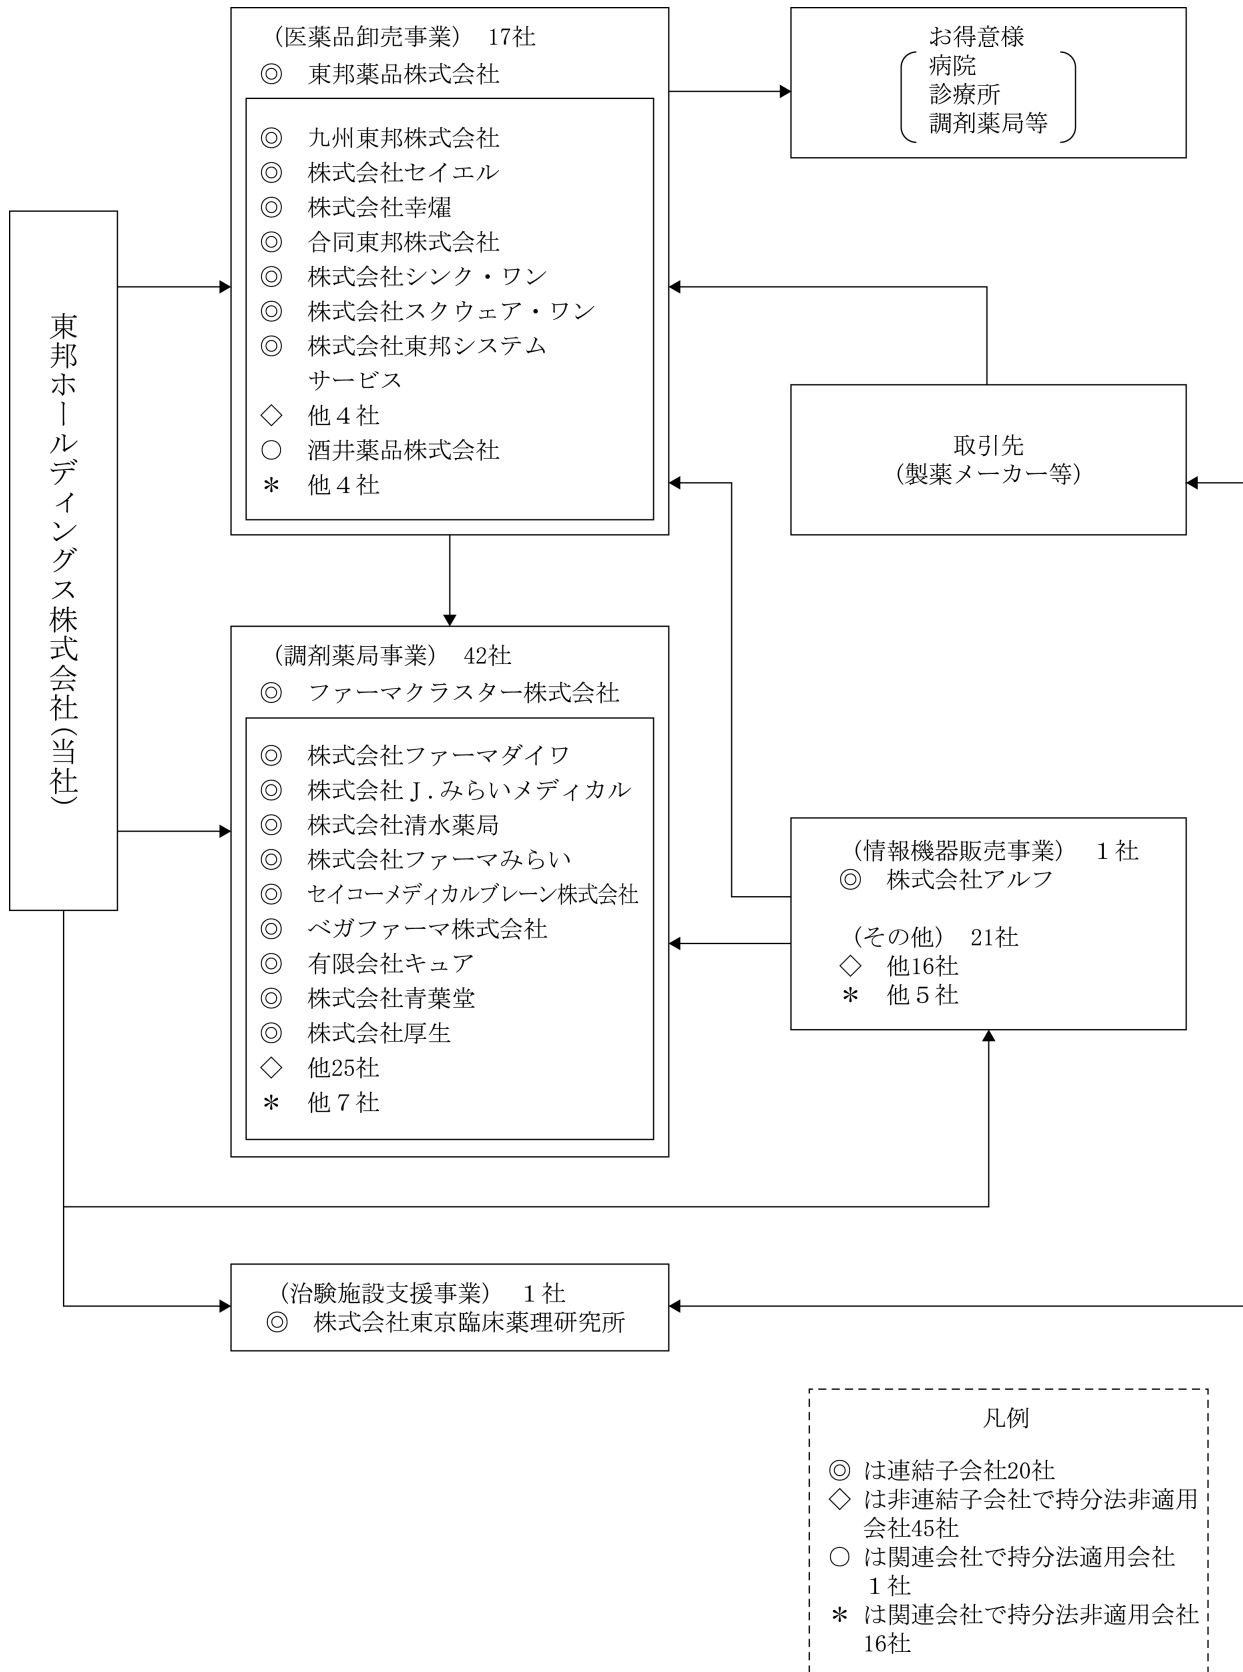 東邦ホールディングス株式会社(当社)
(医薬品卸売事業) 17社
◎ 東邦薬品株式会社
◎ 九州東邦株式会社
◎ 株式会社セイエル
◎ 株式会社幸燿
◎ 合同東邦株式会社
◎ 株式会社シンク・ワン
◎ 株式会社スクウェア・ワン
◎ 株式会社東邦システム
サービス
◇ 他4社
○ 酒井薬品株式会社
* 他4社
お得意様
病院
診療所
調剤薬局等
取引先
(製薬メーカー等)
(調剤薬局事業) 42社
◎ ファーマクラスター株式会社
◎ 株式会社ファーマダイワ
◎ 株式会社J.みらいメディカル
◎ 株式会社清水薬局
◎ 株式会社ファーマみらい
◎ セイコーメディカルブレーン株式会社
◎ ベガファーマ株式会社
◎ 有限会社キュア
◎ 株式会社青葉堂
◎ 株式会社厚生
◇ 他25社
* 他7社
(情報機器販売事業) 1社
◎ 株式会社アルフ
(その他) 21社
◇ 他16社
* 他5社
(治験施設支援事業) 1社
◎ 株式会社東京臨床薬理研究所
凡例
◎ は連結子会社20社
◇ は非連結子会社で持分法非適用
会社45社
○ は関連会社で持分法適用会社
1社
* は関連会社で持分法非適用会社
16社